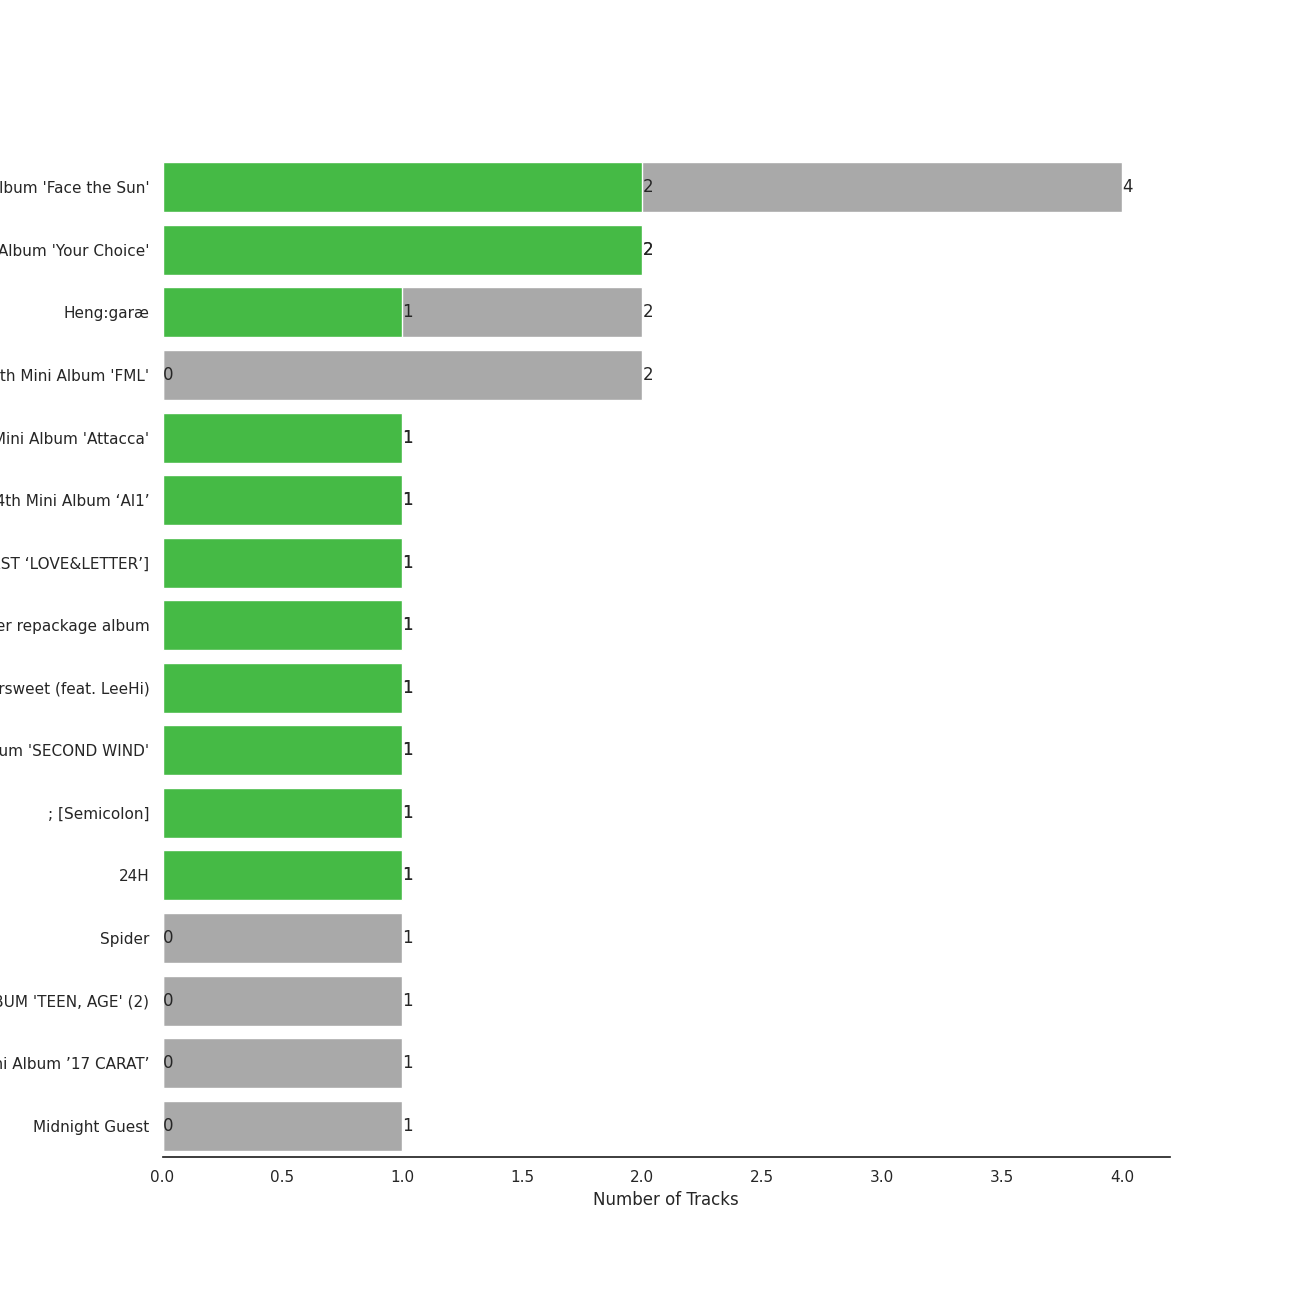 Album 'Face the Sun' 2 4
Album 'Your Choice' 2
Heng:garæ 1 2
th Mini Album 'FML' 0 2
Mini Album 'Attacca' 1
4th Mini Album ‘Al1’ 1
ST ‘LOVE&LETTER’] 1
er repackage album 1
rsweet (feat. LeeHi) 1
um 'SECOND WIND' 1
; [Semicolon] 1
24H 1
Spider 0 1
BUM 'TEEN, AGE' (2) 0 1
ni Album ’17 CARAT’ 0 1
Midnight Guest 0 1
0.0 0.5 1.0 1.5 2.0 2.5 3.0 3.5 4.0
Number of Tracks